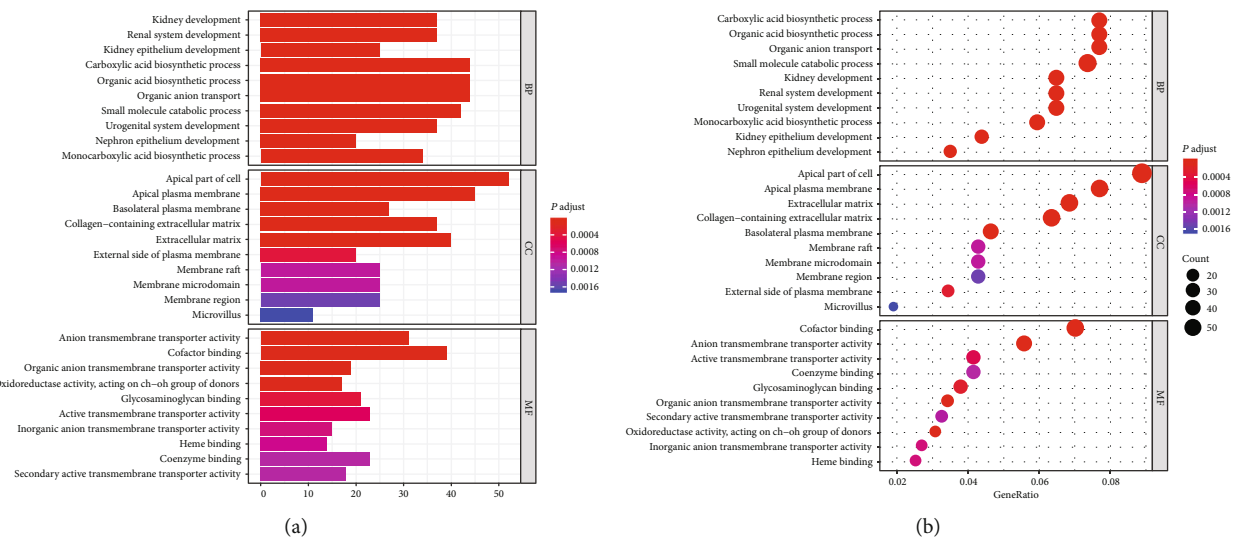 Kidney development
Renal system development
Kidney epithelium development
Carboxylic acid biosynthetic process
Organic acid biosynthetic process
Organic anion transport
Small molecule catabolic process
Urogenital system development
Nephron epithelium development
Monocarboxylic acid biosynthetic process
BP
Apical part of cell
Apical plasma membrane
Basolateral plasma membrane
Collagen−containing extracellular matrix
Extracellular matrix
External side of plasma membrane
Membrane raft
Membrane microdomain
Membrane region
Microvillus
CC
Anion transmembrane transporter activity
Cofactor binding
Organic anion transmembrane transporter activity
xidoreductase activity, acting on ch−oh group of donors
Glycosaminoglycan binding
Active transmembrane transporter activity
Inorganic anion transmembrane transporter activity
Heme binding
Coenzyme binding
Secondary active transmembrane transporter activity
MF
0 10 20 30 40 50
P adjust
0.0004
0.0008
0.0012
0.0016
(a)
Carboxylic acid biosynthetic process
Organic acid biosynthetic process
Organic anion transport
Small molecule catabolic process
Kidney development
Renal system development
Urogenital system development
Monocarboxylic acid biosynthetic process
Kidney epithelium development
Nephron epithelium development
BP
Apical part of cell
Apical plasma membrane
Extracellular matrix
Collagen−containing extracellular matrix
Basolateral plasma membrane
Membrane raft
Membrane microdomain
Membrane region
External side of plasma membrane
Microvillus
CC
Cofactor binding
Anion transmembrane transporter activity
Active transmembrane transporter activity
Coenzyme binding
Glycosaminoglycan binding
Organic anion transmembrane transporter activity
Secondary active transmembrane transporter activity
Oxidoreductase activity, acting on ch−oh group of donors
Inorganic anion transmembrane transporter activity
Heme binding
MF
0.02 0.04 0.06 0.08
GeneRatio
P adjust
0.0004
0.0008
0.0012
0.0016
Count
20
30
40
50
(b)